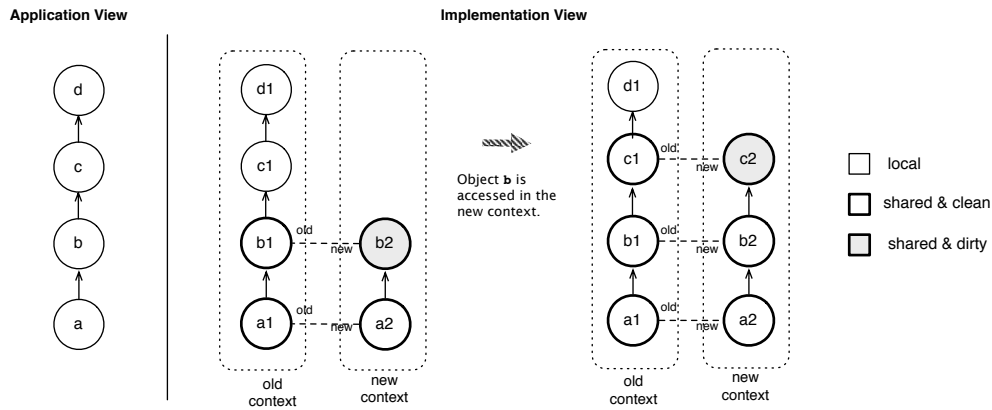 Application View
Implementation View
d
c
b
a
d1
c1
b1
old
new
b2
a1
old
new
a2
old
context
new
context
Object b is
accessed in the
new context.
d1
c1
old
new
c2
b1
old
new
b2
a1
old
new
a2
old
context
new
context
local
shared & clean
shared & dirty